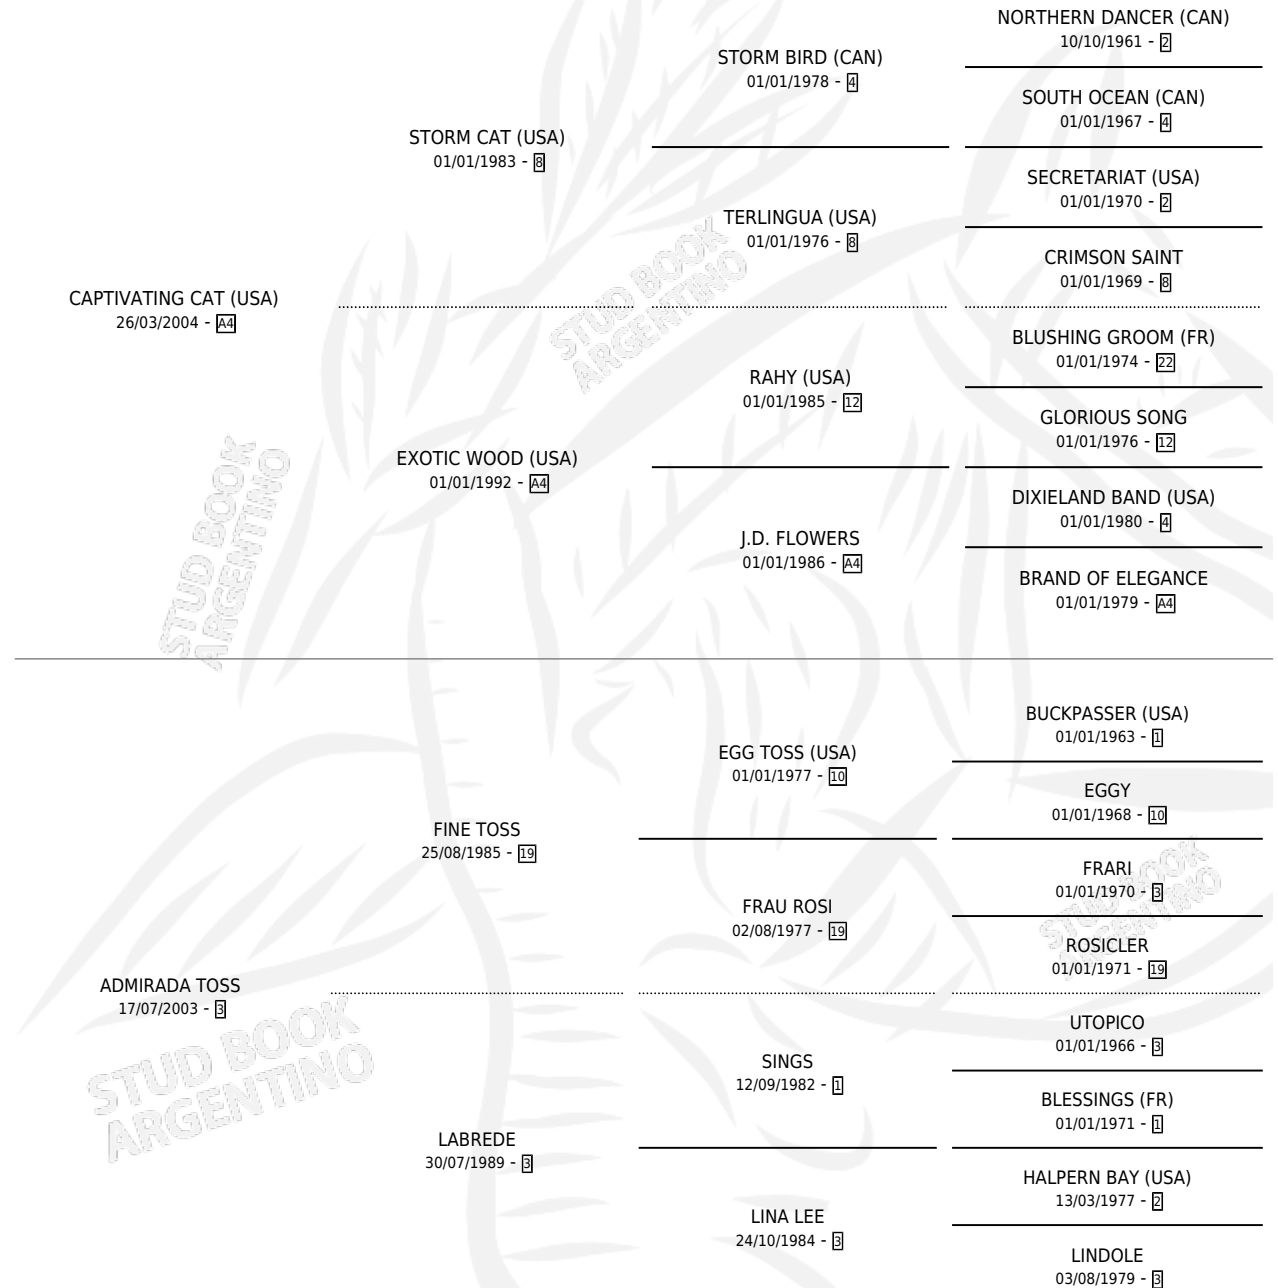 NORTHERN DANCER (CAN)
10/10/1961 - 2
STORM BIRD (CAN)
01/01/1978 - 4
SOUTH OCEAN (CAN)
01/01/1967 - 4
STORM CAT (USA)
01/01/1983 - 8
SECRETARIAT (USA)
01/01/1970 - 2
TERLINGUA (USA)
01/01/1976 - 8
CRIMSON SAINT
01/01/1969 - 8
CAPTIVATING CAT (USA)
26/03/2004 - A4
BLUSHING GROOM (FR)
01/01/1974 - 22
RAHY (USA)
01/01/1985 - 12
GLORIOUS SONG
01/01/1976 - 12
EXOTIC WOOD (USA)
01/01/1992 - A4
DIXIELAND BAND (USA)
01/01/1980 - 4
J.D. FLOWERS
01/01/1986 - A4
BRAND OF ELEGANCE
01/01/1979 - A4
BUCKPASSER (USA)
01/01/1963 - 1
EGG TOSS (USA)
01/01/1977 - 10
EGGY
01/01/1968 - 10
FINE TOSS
25/08/1985 - 19
FRARI
01/01/1970 - 3
FRAU ROSI
02/08/1977 - 19
ROSICLER
01/01/1971 - 19
ADMIRADA TOSS
17/07/2003 - 3
UTOPICO
01/01/1966 - 3
SINGS
12/09/1982 - 1
BLESSINGS (FR)
01/01/1971 - 1
LABREDE
30/07/1989 - 3
HALPERN BAY (USA)
13/03/1977 - 2
LINA LEE
24/10/1984 - 3
LINDOLE
03/08/1979 - 3
STUD BOOK
ARGENTINO
STUD BOOK
ARGENTINO
STUD BOOK
ARGENTINO
STUD BOOK
ARGENTINO